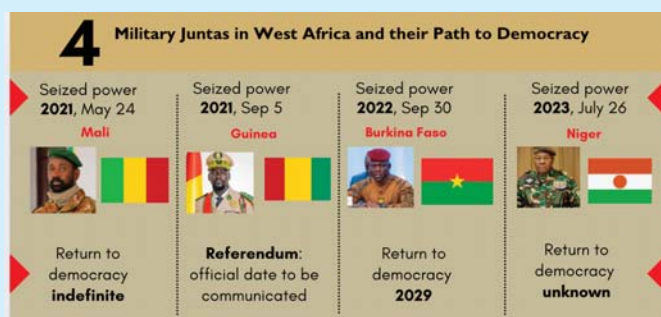 4 Military Juntas in West Africa and their Path to Democracy
Seized power
2021, May 24
Mali
Return to
democracy
indefinite
Seized power
2021, Sep 5
Guinea
Referendum:
official date to be
communicated
Seized power
2022, Sep 30
Burkina Faso
Return to
democracy
2029
Seized power
2023, July 26
Niger
Return to
democracy
unknown